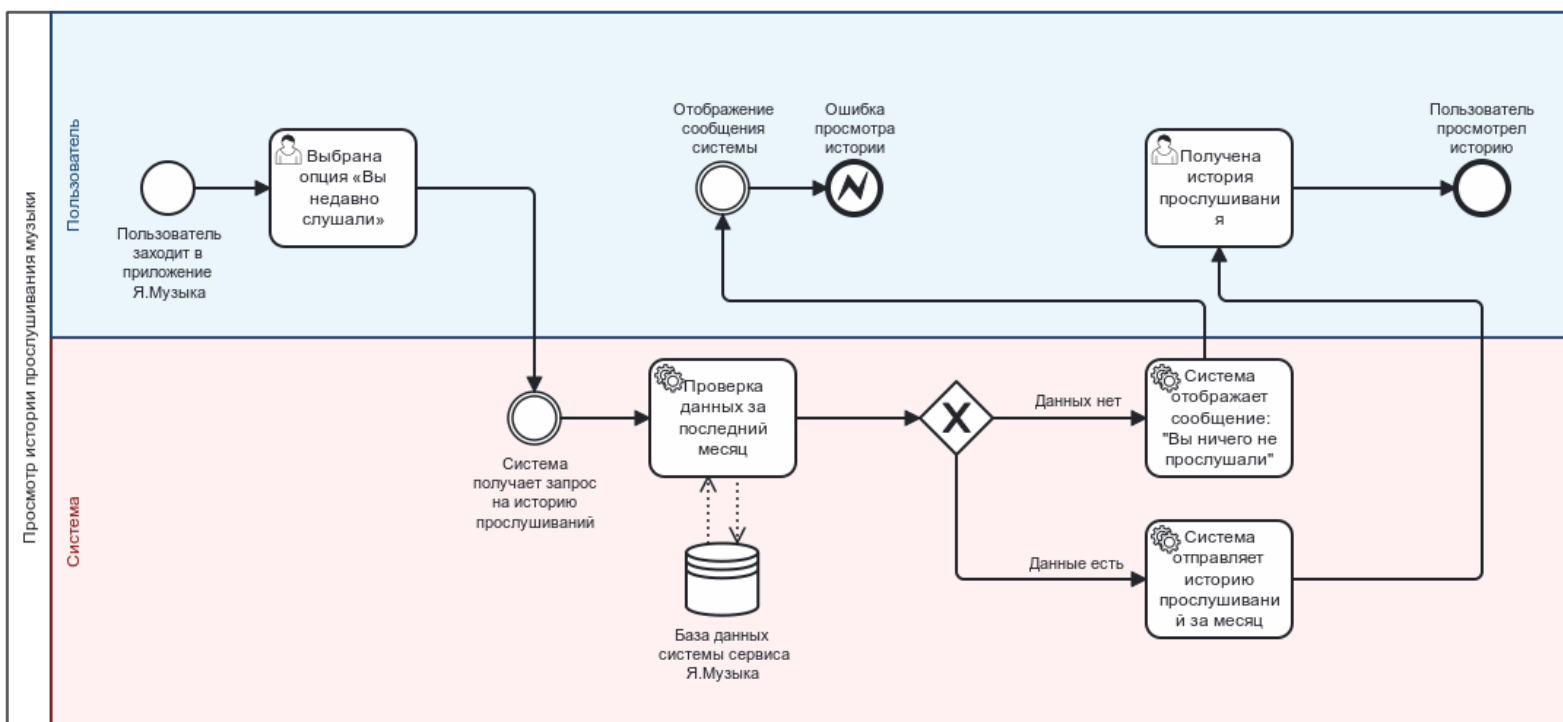 Просмотр истории прослушивания музыки
Пользователь
Пользователь
заходит в
приложение
Я.Музыка
Выбрана
опция «Вы
недавно
слушали»
Отображение
сообщения
системы
Ошибка
просмотра
истории
Получена
история
прослушивани
я
Пользователь
просмотрел
историю
Система
Система
получает запрос
на историю
прослушиваний
Проверка
данных за
последний
месяц
База данных
системы сервиса
Я.Музыка
X
Данных нет
Система
отображает
сообщение:
"Вы ничего не
прослушали"
Данные есть
Система
отправляет
историю
прослушивани
й за месяц